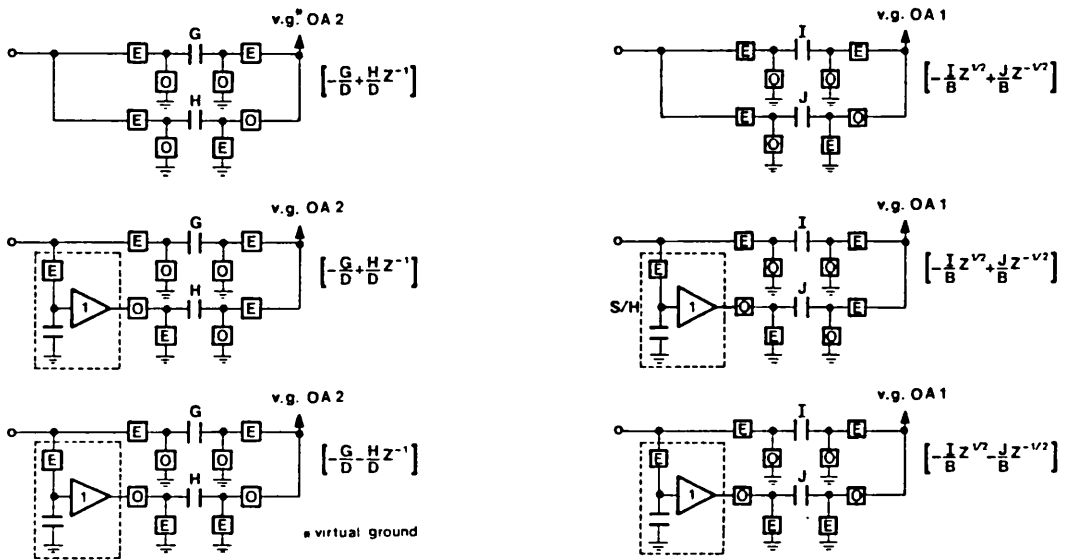 v.g.* OA 2
G
E E
O O
[-G/D + H/D Z⁻¹]
H
E O
O E
v.g. OA 1
I
E E
O O
[-I/B Z^1/2 + J/B Z^-1/2]
J
E O
O E
v.g. OA 2
G
E E
E O O
[-G/D + H/D Z⁻¹]
H
1 O E
E O
v.g. OA 1
I
E E
E O O
[-I/B Z^1/2 + J/B Z^-1/2]
S/H
J
1 O E
E O
v.g. OA 2
G
E E
E O O
[-G/D - H/D Z⁻¹]
H
1 O O
E E
* virtual ground
v.g. OA 1
I
E E
E O O
[-I/B Z^1/2 - J/B Z^-1/2]
J
1 O O
E E